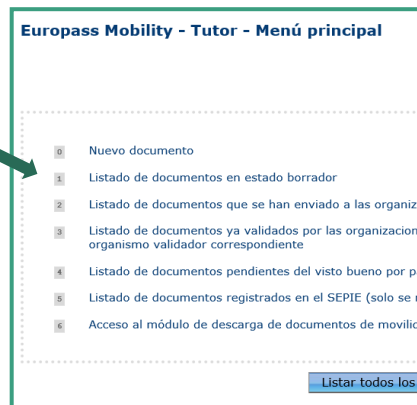 Europass Mobility - Tutor - Menú principal
0 Nuevo documento
1 Listado de documentos en estado borrador
2 Listado de documentos que se han enviado a las organiz
3 Listado de documentos ya validados por las organizacion
organismo validador correspondiente
4 Listado de documentos pendientes del visto bueno por p
5 Listado de documentos registrados en el SEPIE (solo se
6 Acceso al módulo de descarga de documentos de movili
Listar todos los